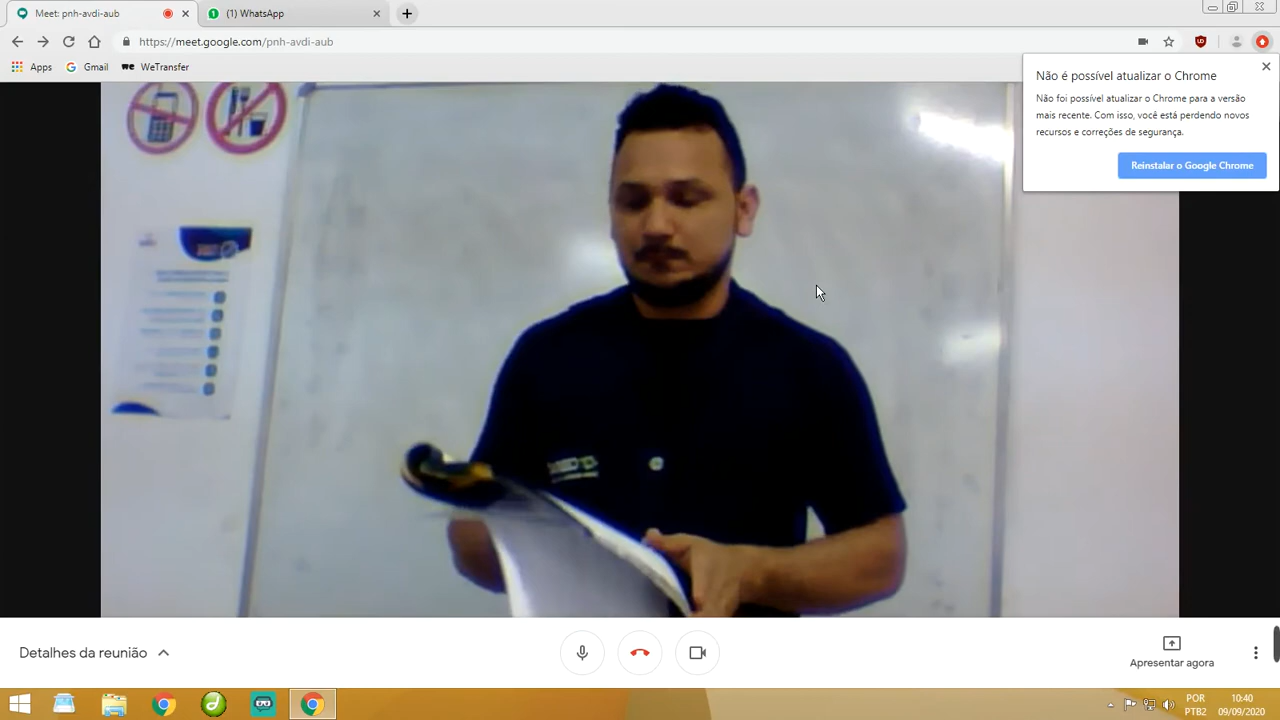 Meet: pnh-avdi-aub
(1) WhatsApp
https://meet.google.com/pnh-avdi-aub
Apps
Gmail
WeTransfer
Não é possível atualizar o Chrome
Não foi possível atualizar o Chrome para a versão
mais recente. Com isso, você está perdendo novos
recursos e correções de segurança.
Reinstalar o Google Chrome
Detalhes da reunião
Apresentar agora
POR
PTB2
10:40
09/09/2020